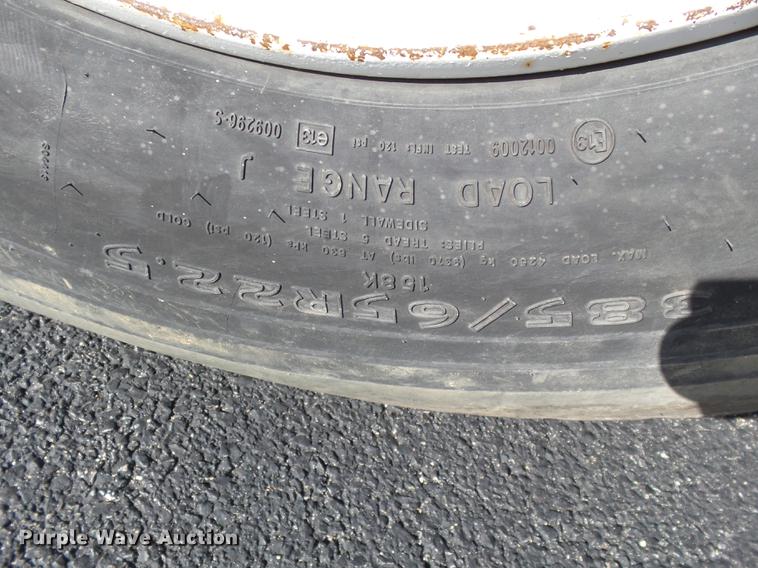 385/65R22.5
158K
MAX. LOAD 4250 kg (9370 lbs) AT 830 kPa (120 psi) COLD
PLIES: TREAD 5 STEEL
SIDEWALL 1 STEEL
LOAD RANGE J
E13 0012009 TEST INFL: 120 PSI
e13 009296-S
Purple Wave Auction